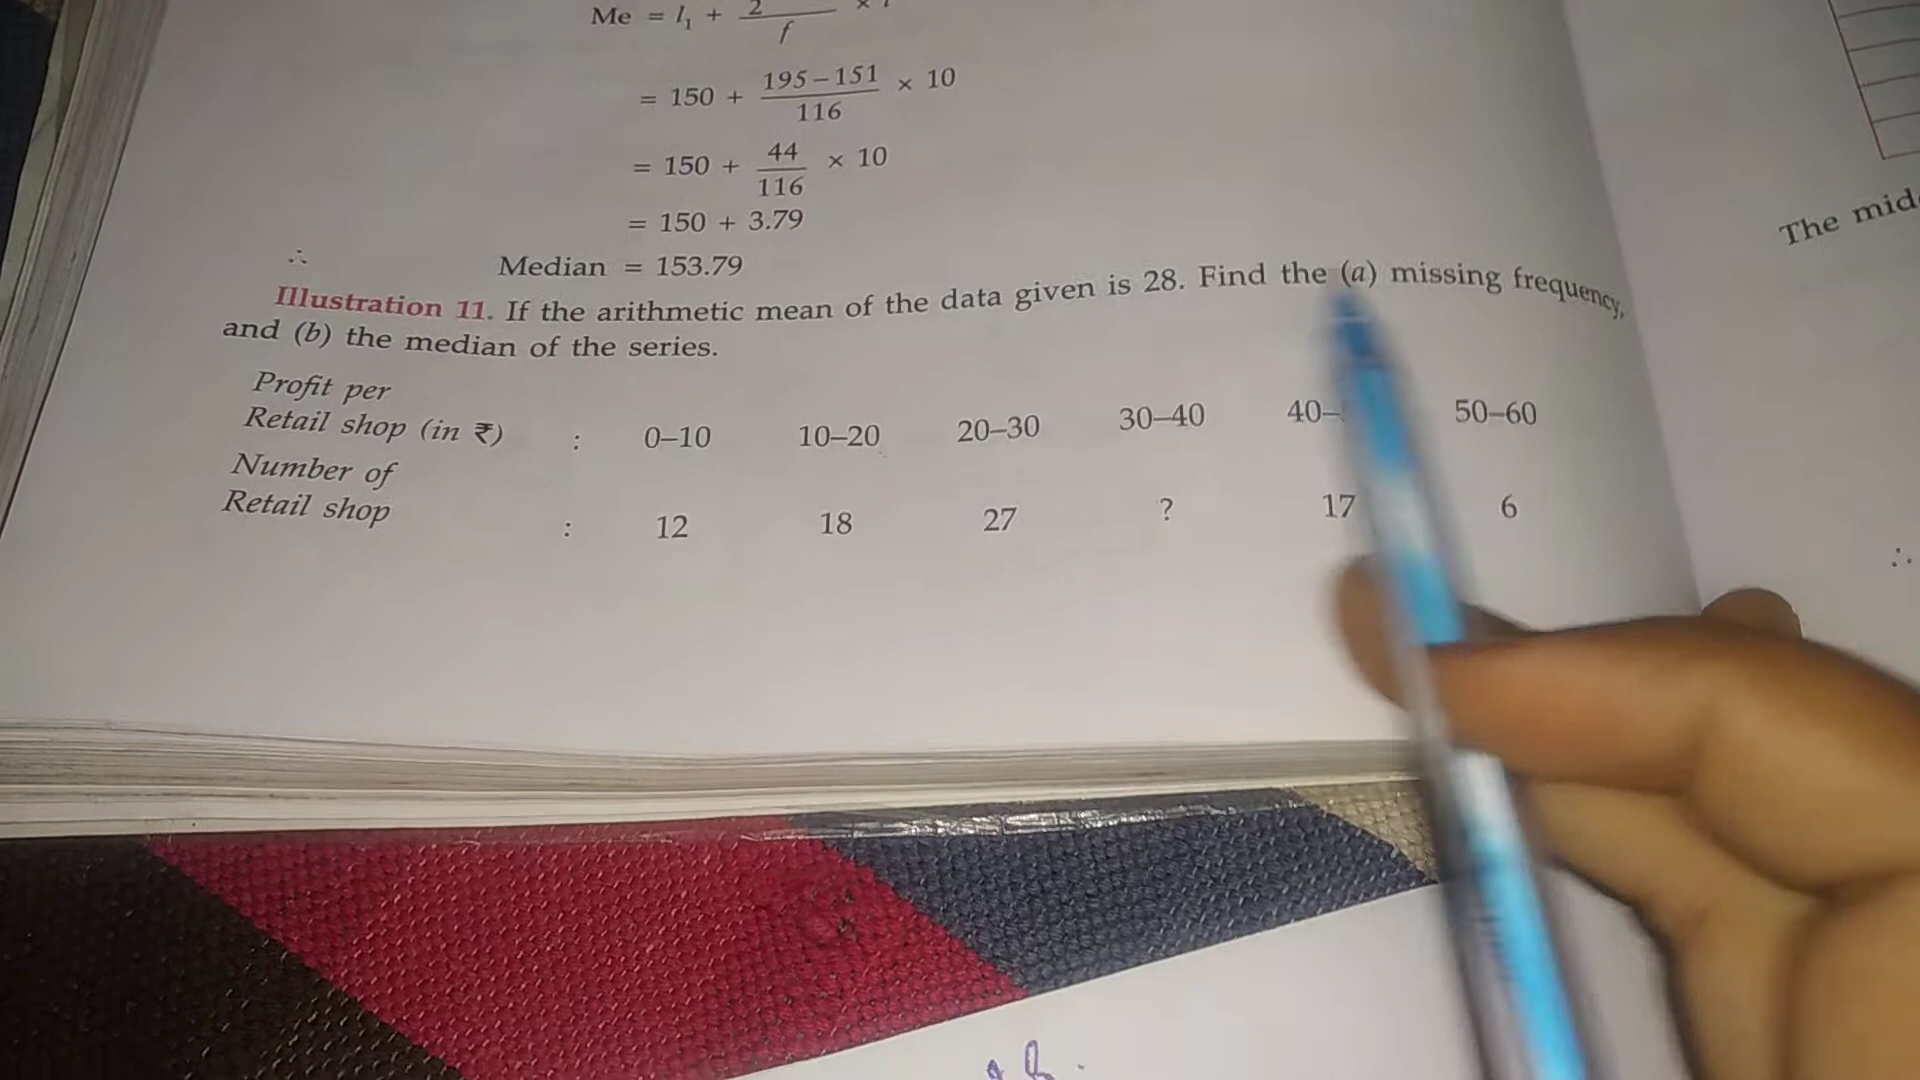 Me = l₁ + 2 f × i
= 150 + 195 – 151 / 116 × 10
= 150 + 44 / 116 × 10
= 150 + 3.79
∴ Median = 153.79
Illustration 11. If the arithmetic mean of the data given is 28. Find the (a) missing frequency,
and (b) the median of the series.
Profit per
Retail shop (in ₹) : 0–10 10–20 20–30 30–40 40– 50–60
Number of
Retail shop : 12 18 27 ? 17 6
The
∴